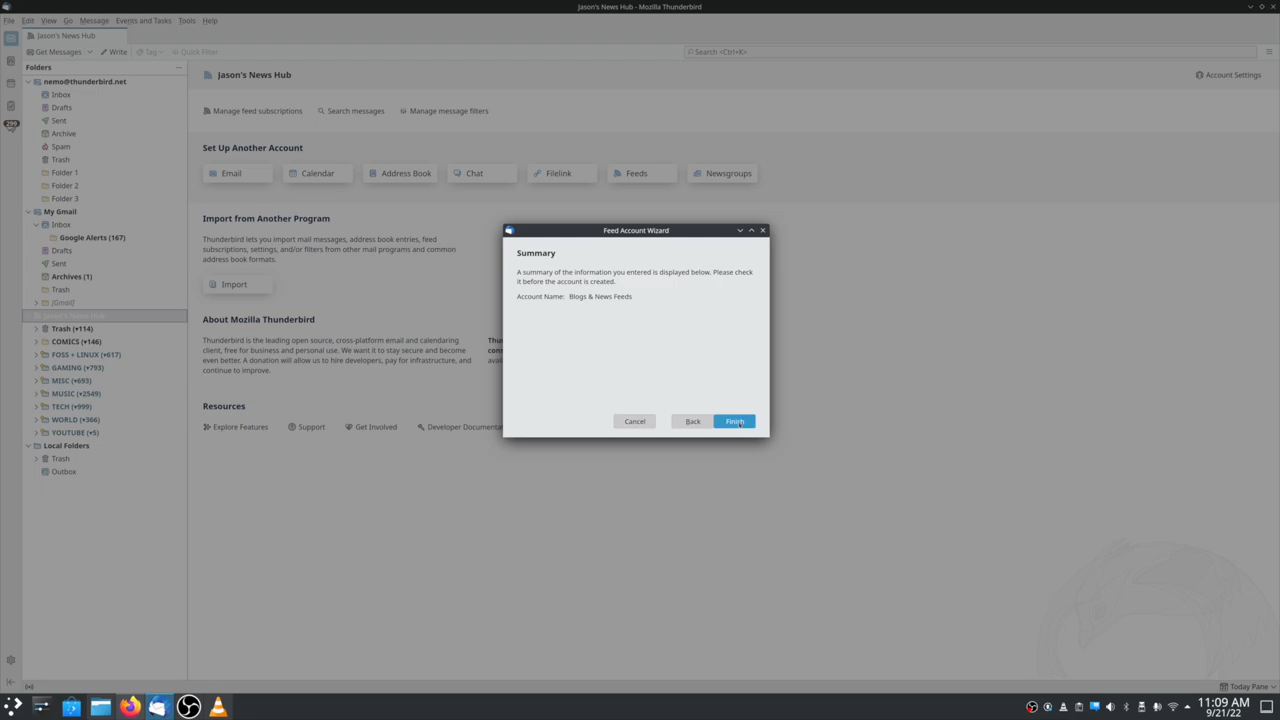 Jason's News Hub - Mozilla Thunderbird
File Edit View Go Message Events and Tasks Tools Help
Jason's News Hub
Get Messages Write Tag Quick Filter Search <Ctrl+K>
Folders
nemo@thunderbird.net
Inbox
Drafts
Sent
Archive
Spam
Trash
Folder 1
Folder 2
Folder 3
My Gmail
Inbox
Google Alerts (167)
Drafts
Sent
Archives (1)
Trash
[Gmail]
Jason's News Hub
Trash (▾114)
COMICS (▾146)
FOSS + LINUX (▾617)
GAMING (▾793)
MISC (▾693)
MUSIC (▾2549)
TECH (▾999)
WORLD (▾366)
YOUTUBE (▾5)
Local Folders
Trash
Outbox
299
Jason's News Hub Account Settings
Manage feed subscriptions Search messages Manage message filters
Set Up Another Account
Email Calendar Address Book Chat Filelink Feeds Newsgroups
Import from Another Program
Thunderbird lets you import mail messages, address book entries, feed
subscriptions, settings, and/or filters from other mail programs and common
address book formats.
Import
About Mozilla Thunderbird
Thunderbird is the leading open source, cross-platform email and calendaring
client, free for business and personal use. We want it to stay secure and become
even better. A donation will allow us to hire developers, pay for infrastructure, and
continue to improve.
Resources
Explore Features Support Get Involved Developer Documenta
Feed Account Wizard
Summary
A summary of the information you entered is displayed below. Please check
it before the account is created.
Account Name: Blogs & News Feeds
Cancel Back Finish
Today Pane
11:09 AM
9/21/22